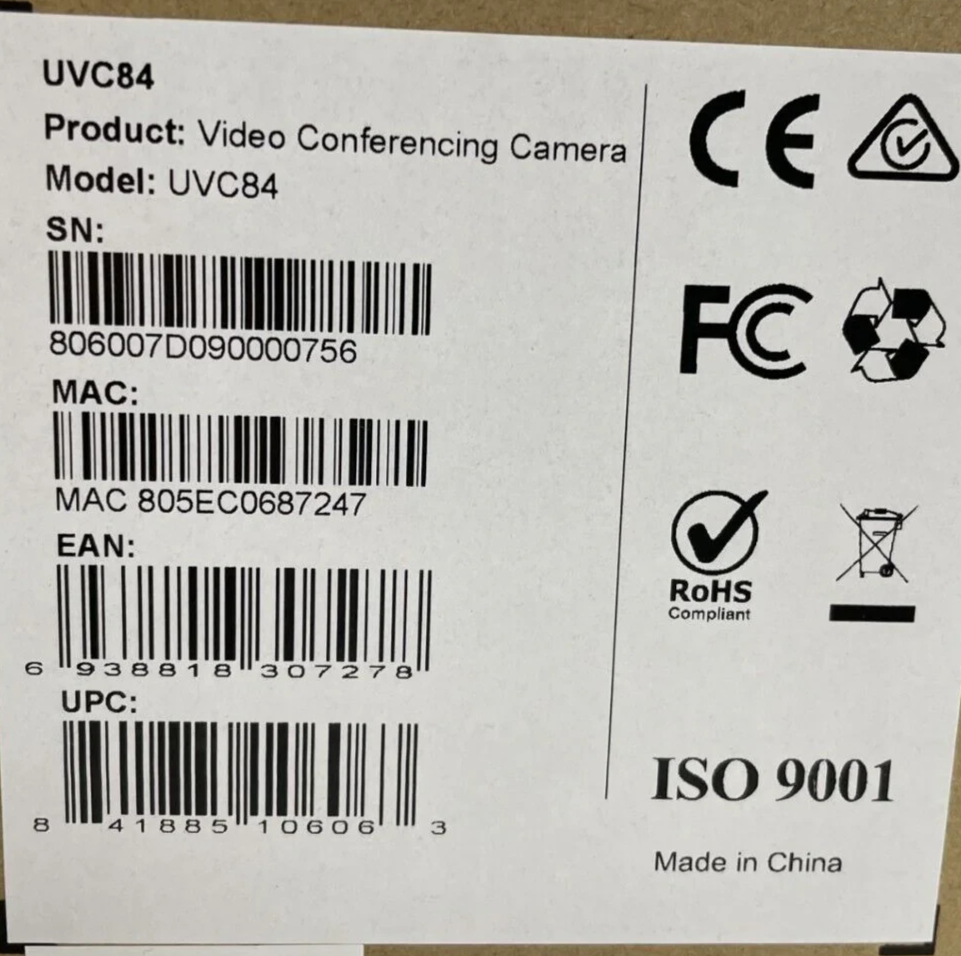 UVC84
Product: Video Conferencing Camera
Model: UVC84
SN:
806007D090000756
MAC:
MAC 805EC0687247
EAN:
6 938818 307278
UPC:
8 41885 10606 3
CE
FC
RoHS
Compliant
ISO 9001
Made in China